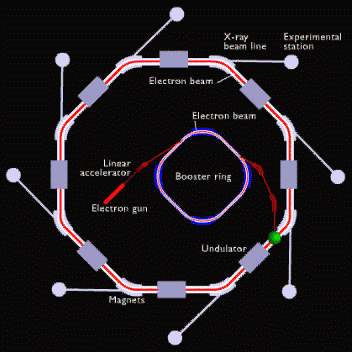 X-ray
beam line
Experimental
station
Electron beam
Electron beam
Linear
accelerator
Booster ring
Electron gun
Undulator
Magnets